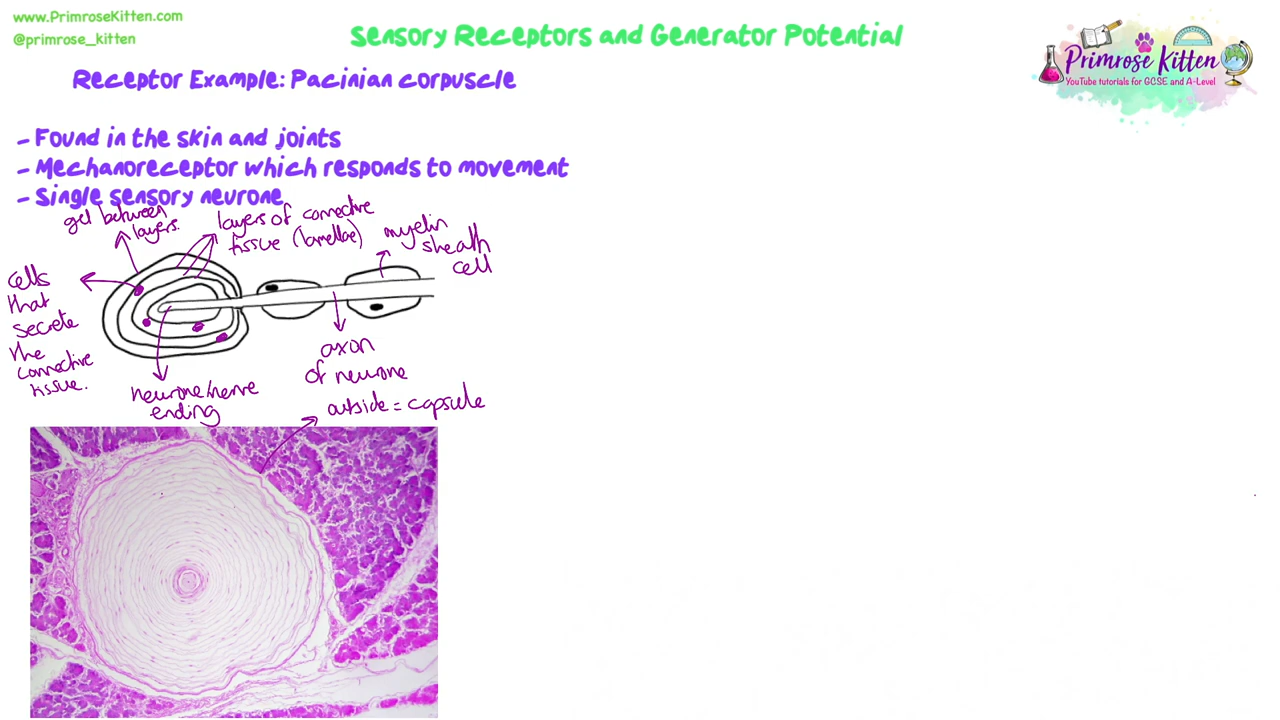 www.PrimroseKitten.com
@primrose_kitten
Sensory Receptors and Generator Potential
Primrose Kitten
YouTube tutorials for GCSE and A-Level
Receptor Example: Pacinian corpuscle
- Found in the skin and joints
- Mechanoreceptor which responds to movement
- Single sensory neurone
gel between
layers.
layers of connective
tissue (lamellae)
myelin
sheath
cell
cells
that
secrete
the
connective
tissue.
neurone/nerve
ending
axon
of neurone
outside = capsule